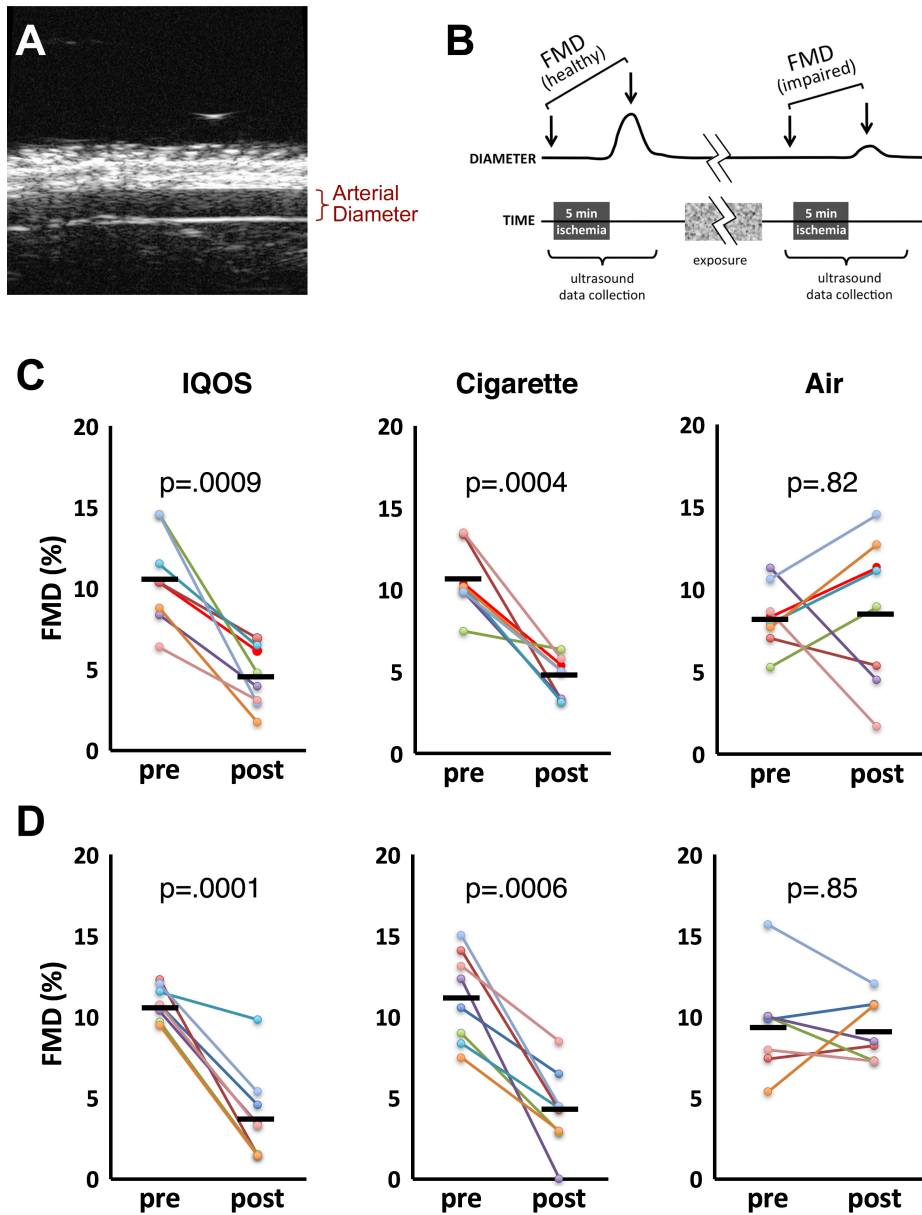 A
Arterial
Diameter
B
FMD
(healthy)
FMD
(impaired)
DIAMETER
TIME
5 min
ischemia
5 min
ischemia
exposure
ultrasound
data collection
ultrasound
data collection
C
IQOS
Cigarette
Air
FMD (%)
20
15
10
5
0
p=.0009
pre
post
20
15
10
5
0
p=.0004
pre
post
20
15
10
5
0
p=.82
pre
post
D
FMD (%)
20
15
10
5
0
p=.0001
pre
post
20
15
10
5
0
p=.0006
pre
post
20
15
10
5
0
p=.85
pre
post